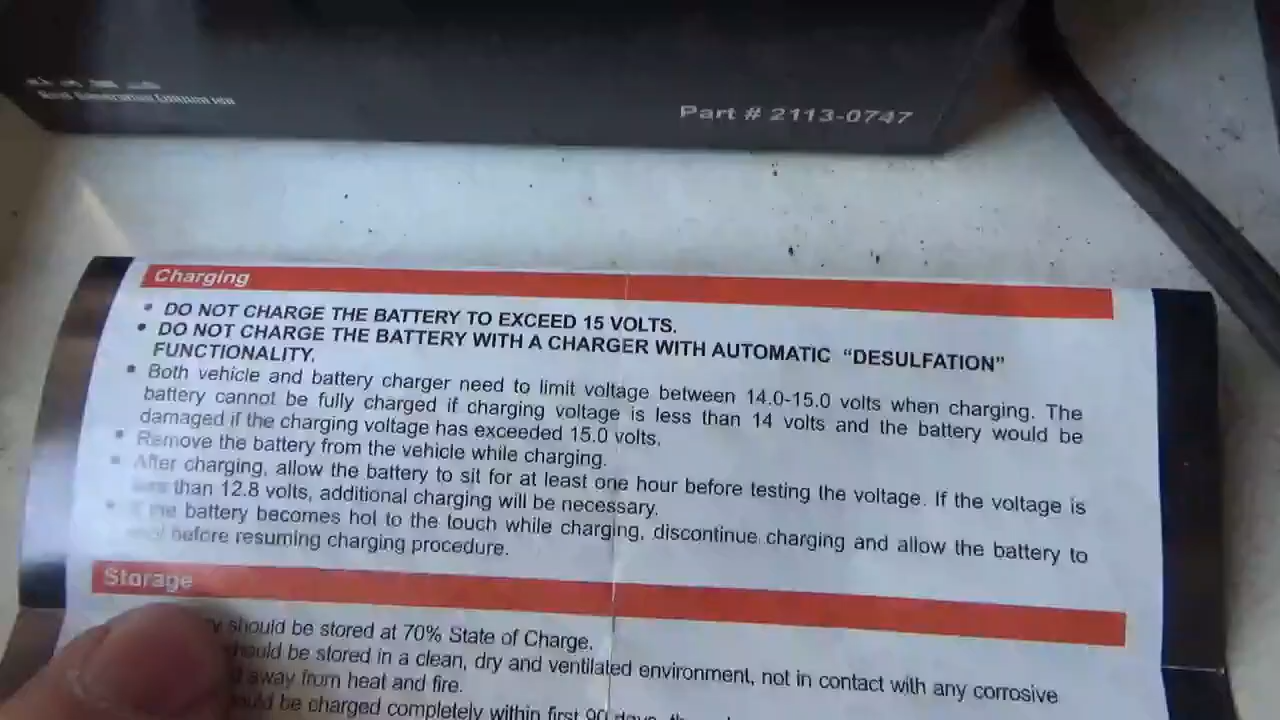 Part # 2113-0747
Charging
• DO NOT CHARGE THE BATTERY TO EXCEED 15 VOLTS.
• DO NOT CHARGE THE BATTERY WITH A CHARGER WITH AUTOMATIC “DESULFATION”
FUNCTIONALITY.
• Both vehicle and battery charger need to limit voltage between 14.0-15.0 volts when charging. The
battery cannot be fully charged if charging voltage is less than 14 volts and the battery would be
damaged if the charging voltage has exceeded 15.0 volts.
• Remove the battery from the vehicle while charging.
• After charging, allow the battery to sit for at least one hour before testing the voltage. If the voltage is
less than 12.8 volts, additional charging will be necessary.
• If the battery becomes hot to the touch while charging, discontinue charging and allow the battery to
before resuming charging procedure.
Storage
should be stored at 70% State of Charge.
should be stored in a clean, dry and ventilated environment, not in contact with any corrosive
away from heat and fire.
should be charged completely within first 90 days,